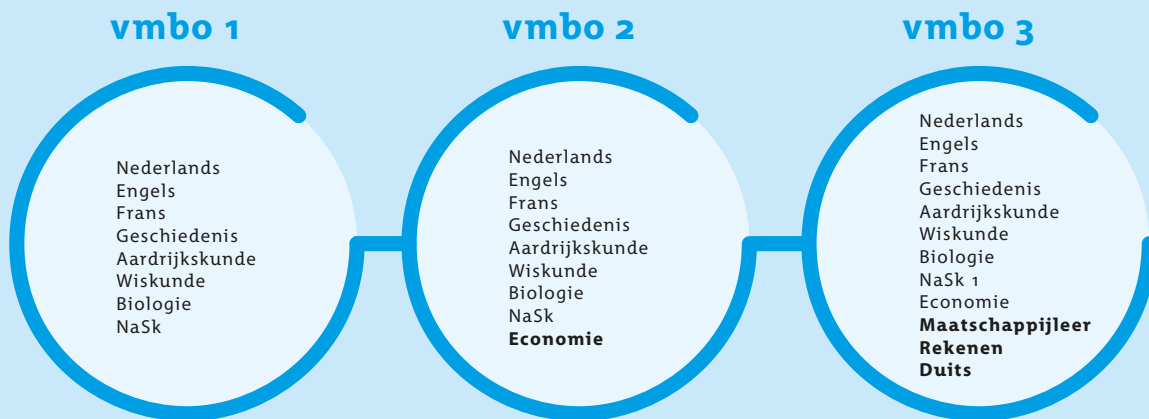 vmbo 1
Nederlands
Engels
Frans
Geschiedenis
Aardrijkskunde
Wiskunde
Biologie
NaSk
vmbo 2
Nederlands
Engels
Frans
Geschiedenis
Aardrijkskunde
Wiskunde
Biologie
NaSk
Economie
vmbo 3
Nederlands
Engels
Frans
Geschiedenis
Aardrijkskunde
Wiskunde
Biologie
NaSk 1
Economie
Maatschappijleer
Rekenen
Duits